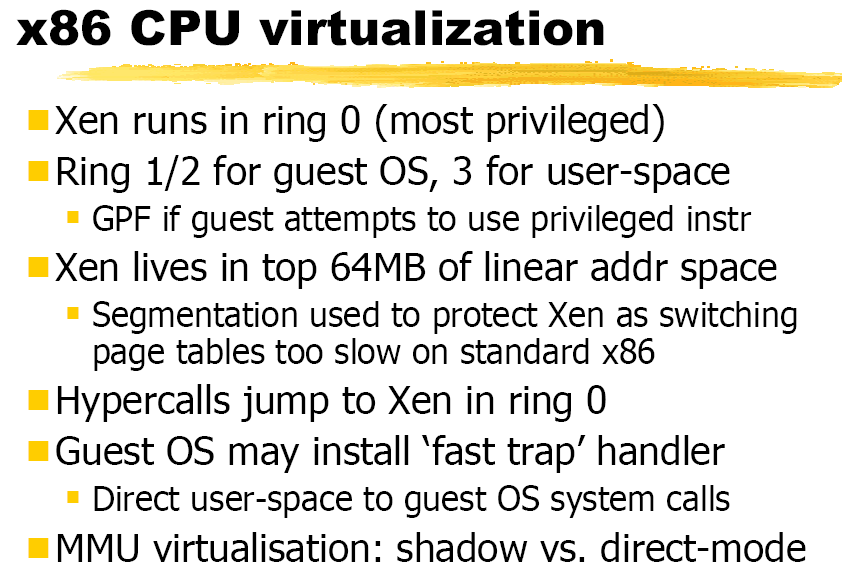 x86 CPU virtualization
Xen runs in ring 0 (most privileged)
Ring 1/2 for guest OS, 3 for user-space
GPF if guest attempts to use privileged instr
Xen lives in top 64MB of linear addr space
Segmentation used to protect Xen as switching
page tables too slow on standard x86
Hypercalls jump to Xen in ring 0
Guest OS may install ‘fast trap’ handler
Direct user-space to guest OS system calls
MMU virtualisation: shadow vs. direct-mode